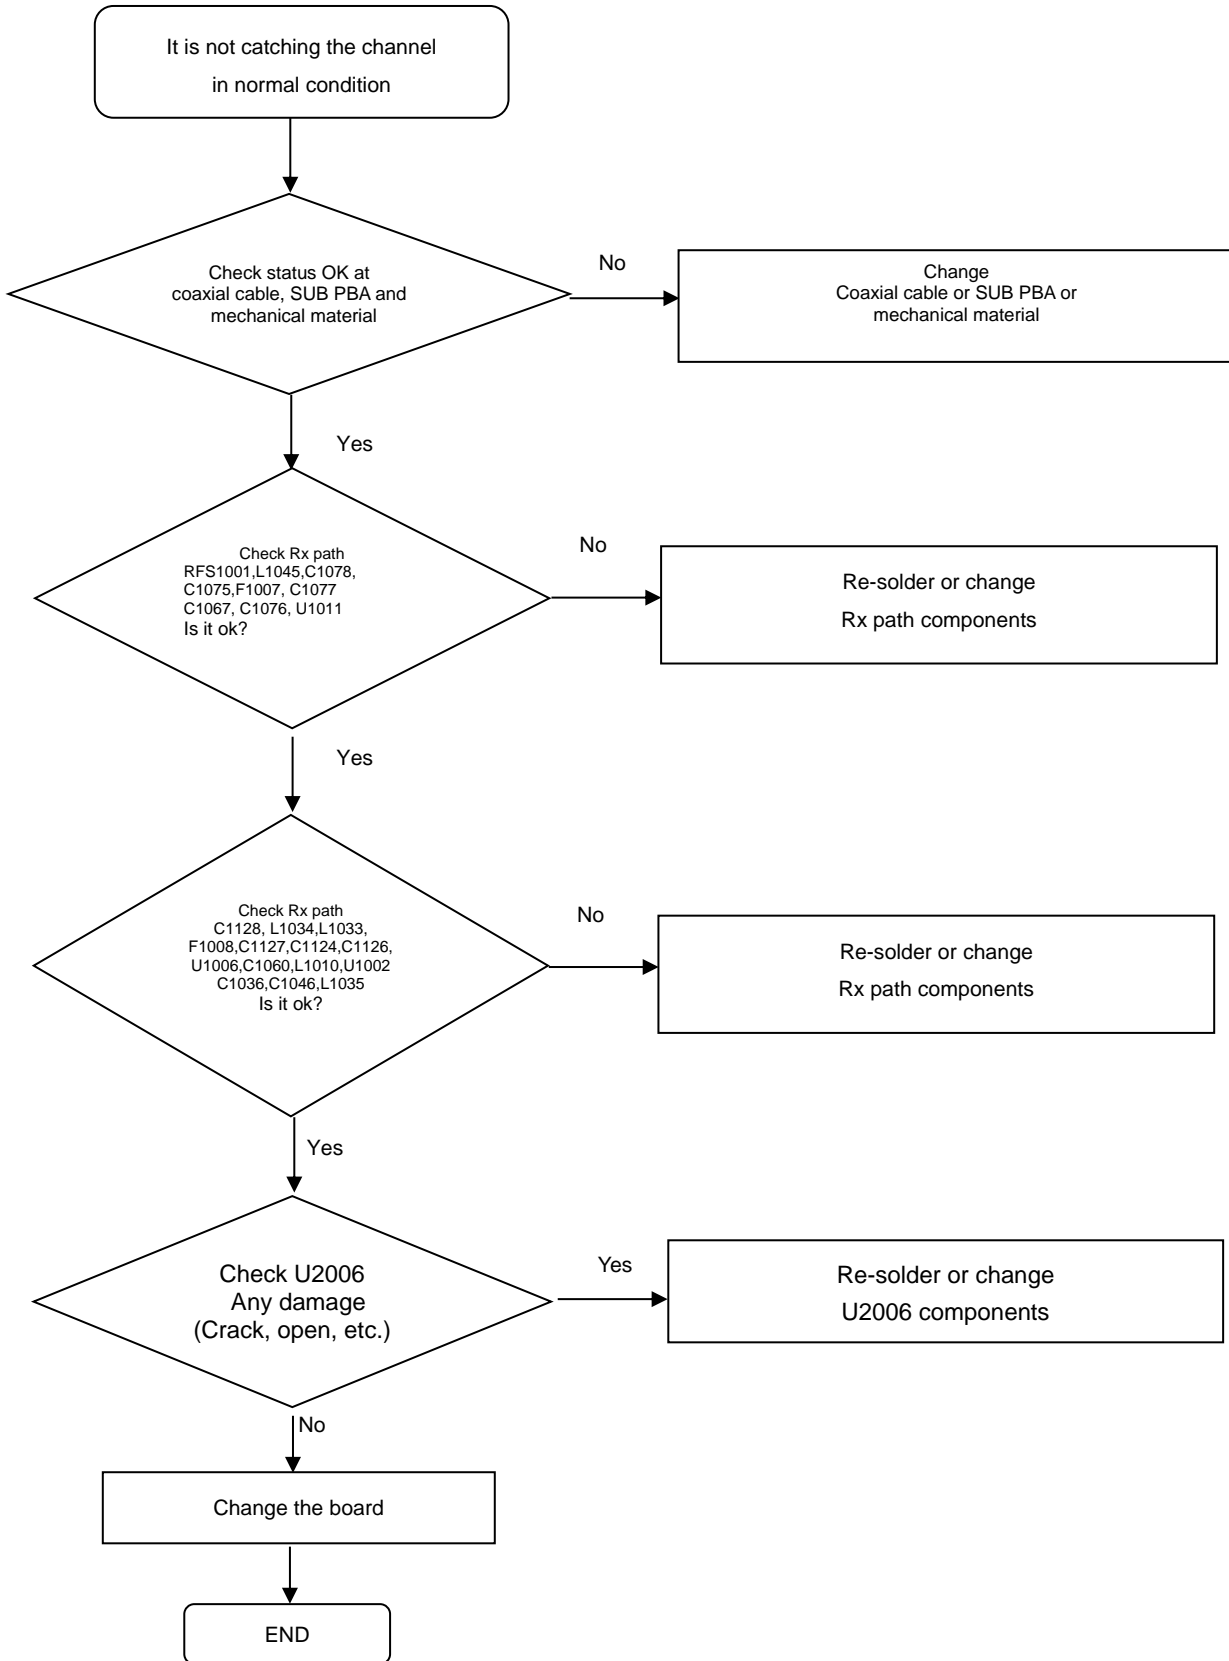 It is not catching the channel
in normal condition
Check status OK at
coaxial cable, SUB PBA and
mechanical material
No
Change
Coaxial cable or SUB PBA or
mechanical material
Yes
Check Rx path
RFS1001,L1045,C1078,
C1075,F1007, C1077
C1067, C1076, U1011
Is it ok?
No
Re-solder or change
Rx path components
Yes
Check Rx path
C1128, L1034,L1033,
F1008,C1127,C1124,C1126,
U1006,C1060,L1010,U1002
C1036,C1046,L1035
Is it ok?
No
Re-solder or change
Rx path components
Yes
Check U2006
Any damage
(Crack, open, etc.)
Yes
Re-solder or change
U2006 components
No
Change the board
END